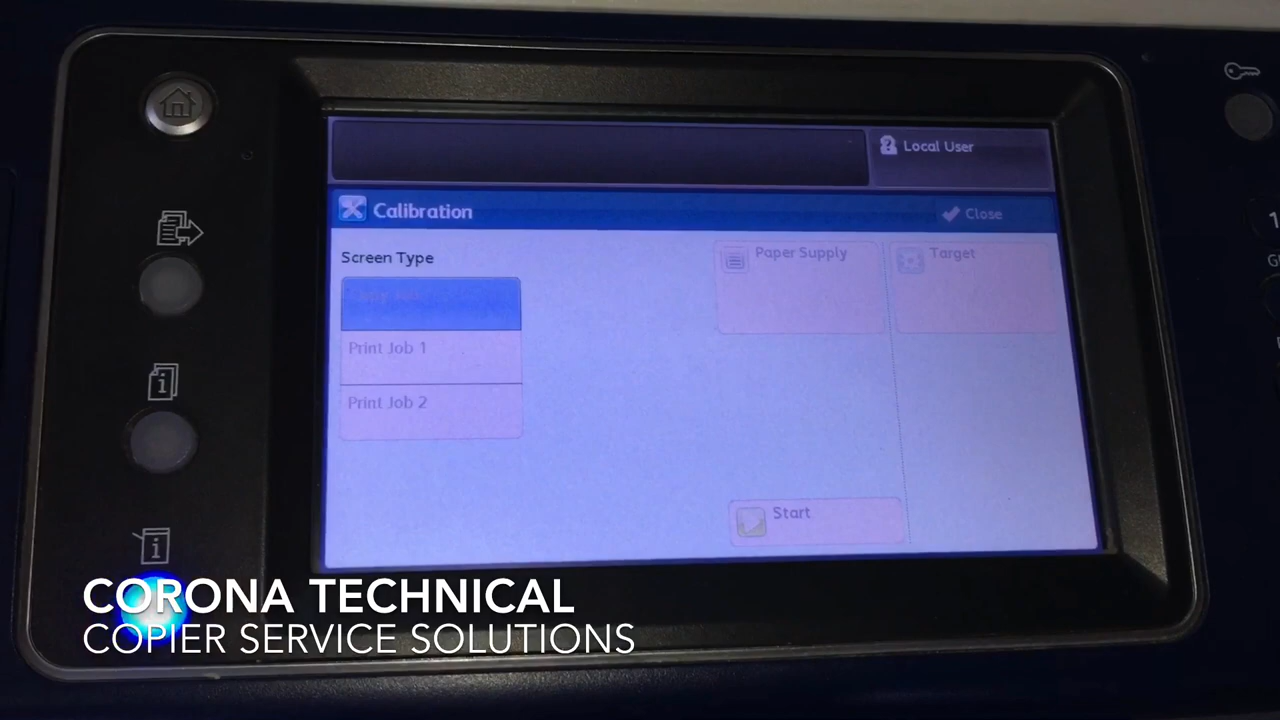 Local User
Calibration
Close
Screen Type
Paper Supply
Target
Print Job 1
Print Job 2
Start
CORONA TECHNICAL
COPIER SERVICE SOLUTIONS